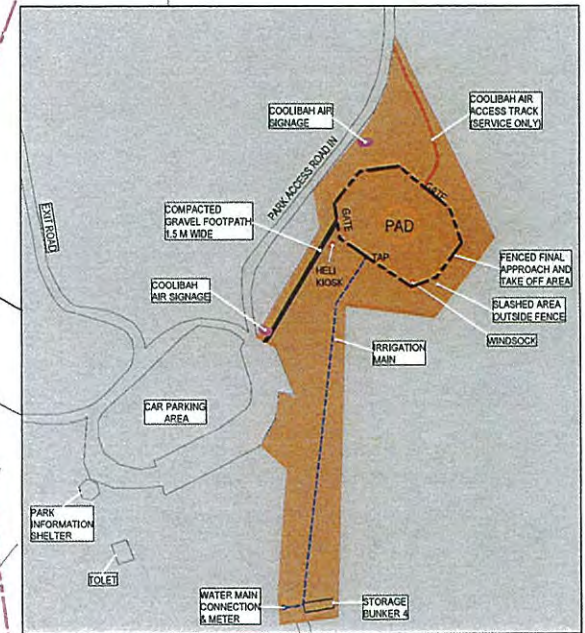 COOLIBAH AIR
SIGNAGE
COOLIBAH AIR
ACCESS TRACK
(SERVICE ONLY)
PARK ACCESS ROAD IN
EXIT ROAD
COMPACTED
GRAVEL FOOTPATH
1.5 M WIDE
GATE
GATE
PAD
TAP
HELI
KIOSK
FENCED FINAL
APPROACH AND
TAKE OFF AREA
SLASHED AREA
OUTSIDE FENCE
WINDSOCK
COOLIBAH
AIR SIGNAGE
IRRIGATION
MAIN
CAR PARKING
AREA
PARK
INFORMATION
SHELTER
TOLET
WATER MAIN
CONNECTION
& METER
STORAGE
BUNKER 4